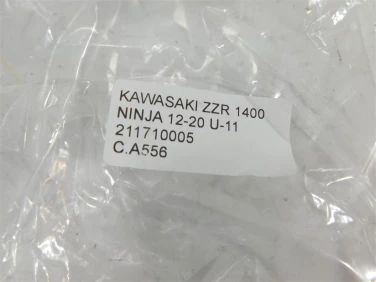 KAWASAKI ZZR 1400
NINJA 12-20 U-11
211710005
C.A556